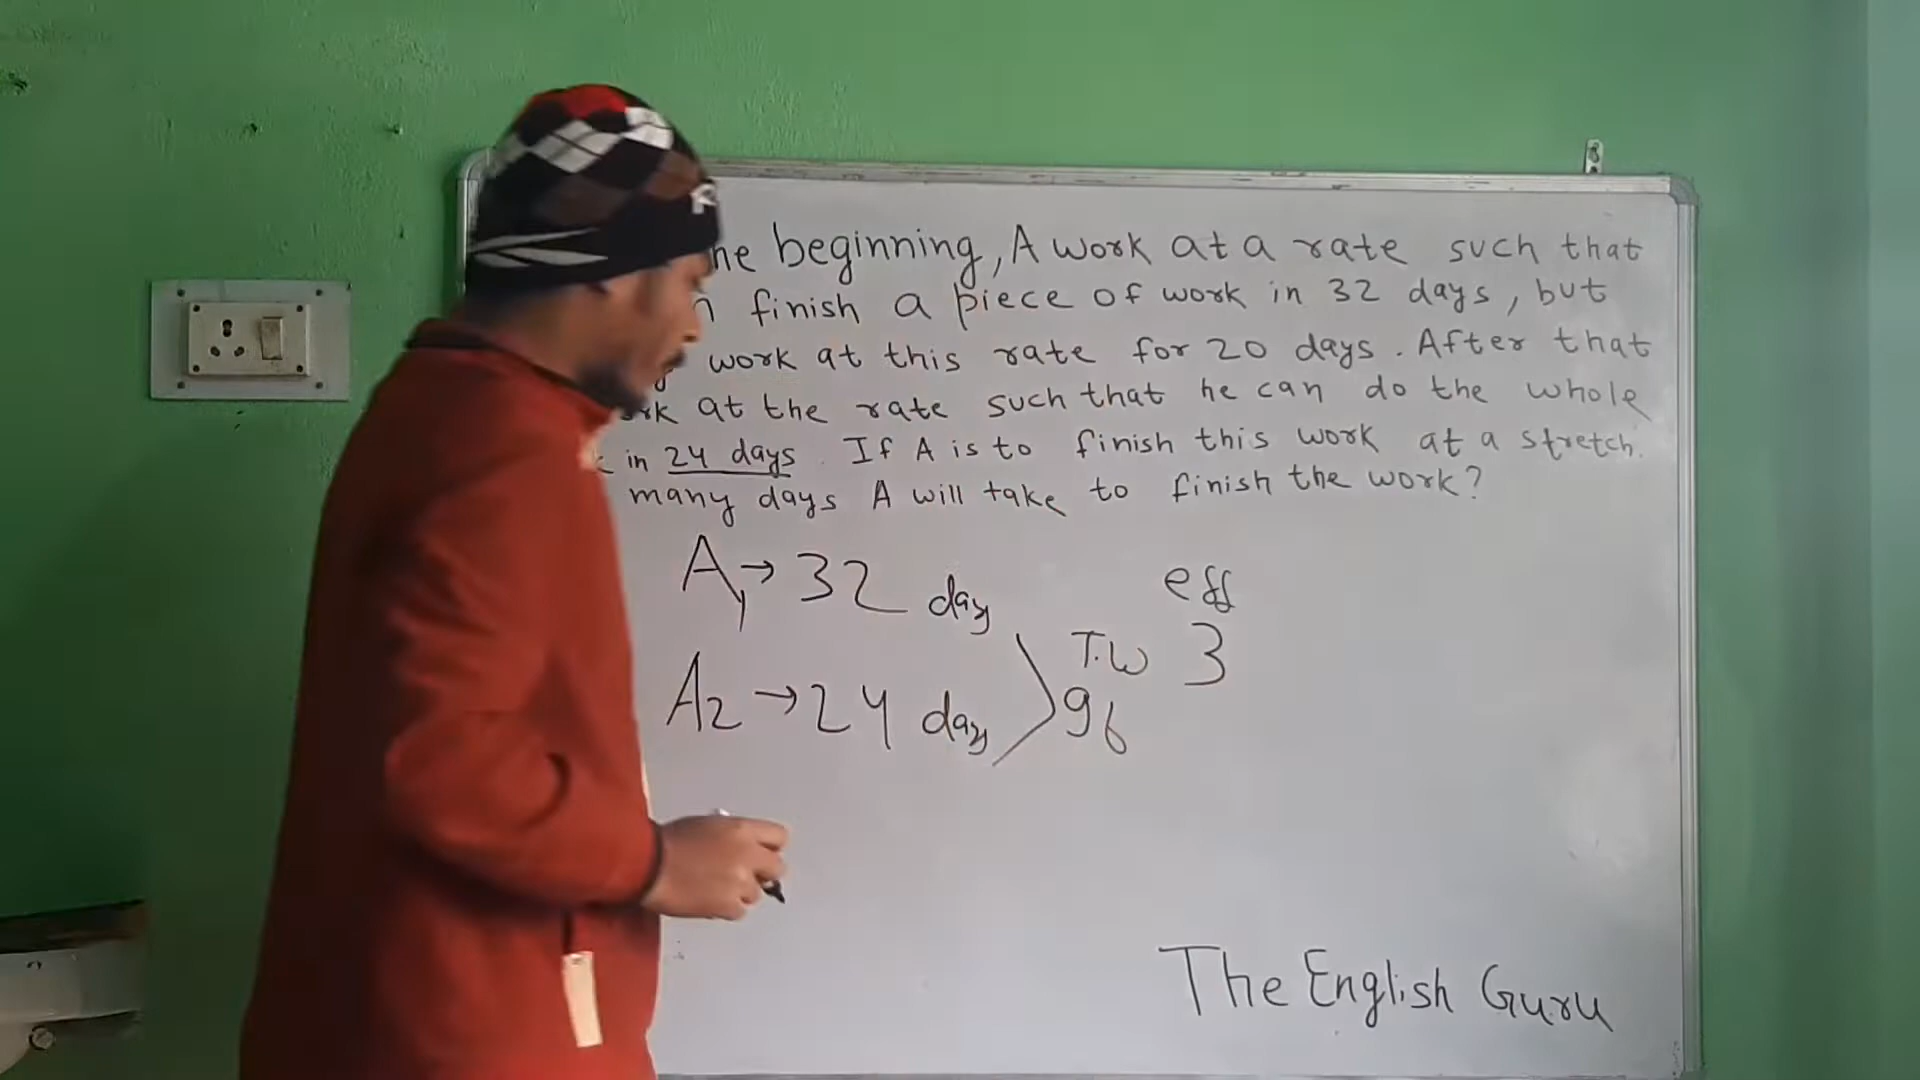 beginning, A work at a rate such that
finish a piece of work in 32 days, but
work at this rate for 20 days. After that
at the rate such that he can do the whole
in 24 days. If A is to finish this work at a stretch.
many days A will take to finish the work?
A1 → 32 day
eff
T.W 3
A2 → 24 day 96
The English Guru